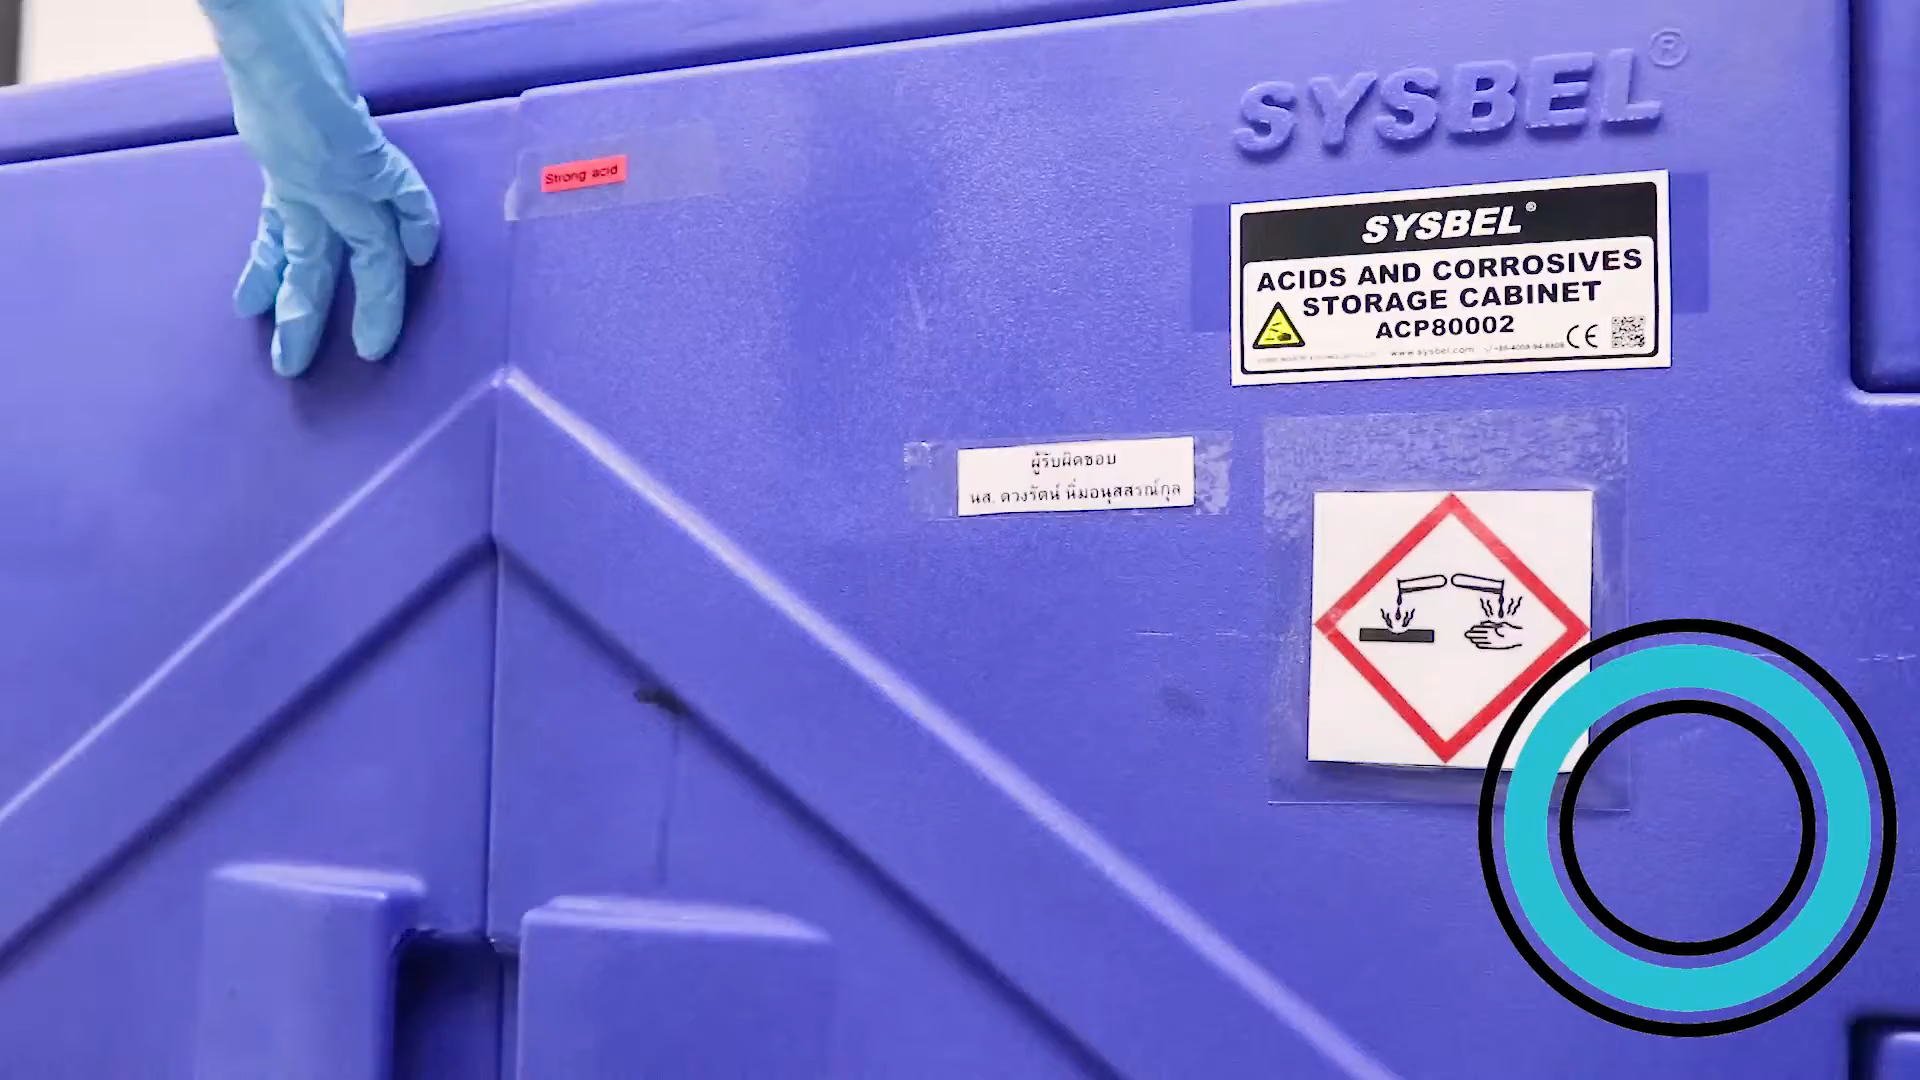 SYSBEL®
Strong acid
SYSBEL®
ACIDS AND CORROSIVES
STORAGE CABINET
ACP80002
CE
www.sysbel.com
ผู้รับผิดชอบ
นส. ดวงรัตน์ นิ่มอนุสสรณ์กุล